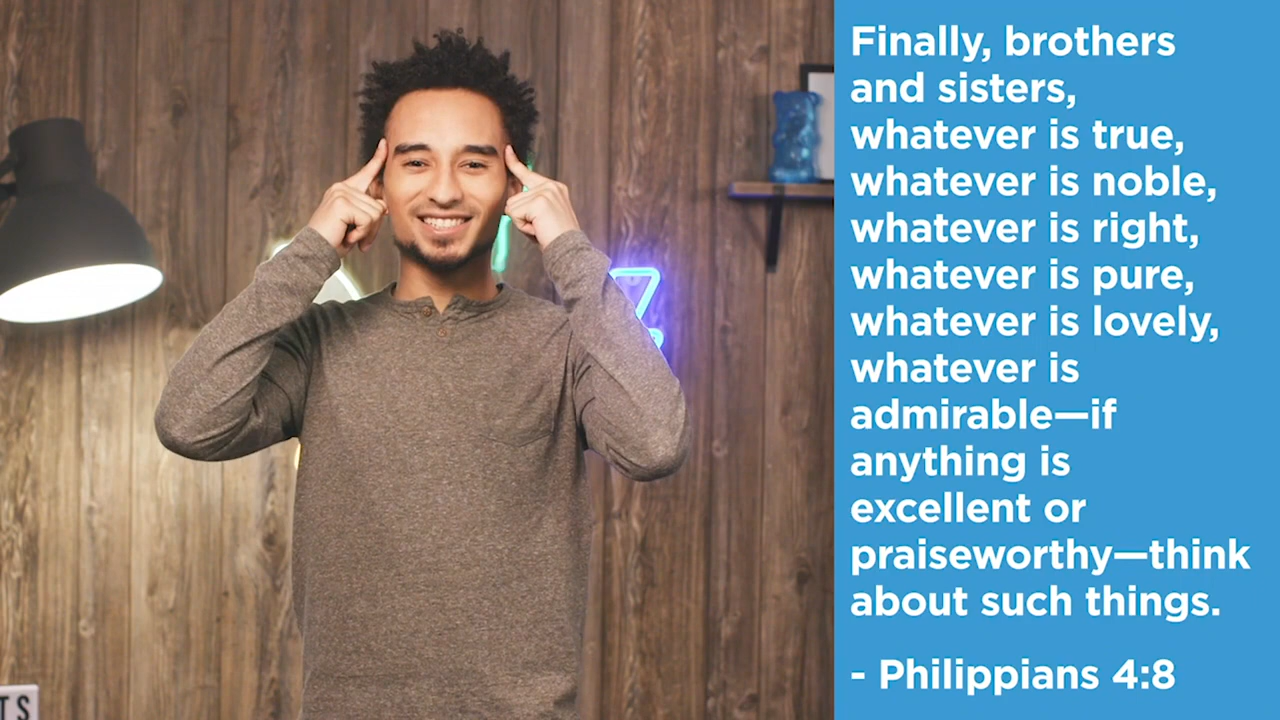 Finally, brothers
and sisters,
whatever is true,
whatever is noble,
whatever is right,
whatever is pure,
whatever is lovely,
whatever is
admirable—if
anything is
excellent or
praiseworthy—think
about such things.
- Philippians 4:8
TS